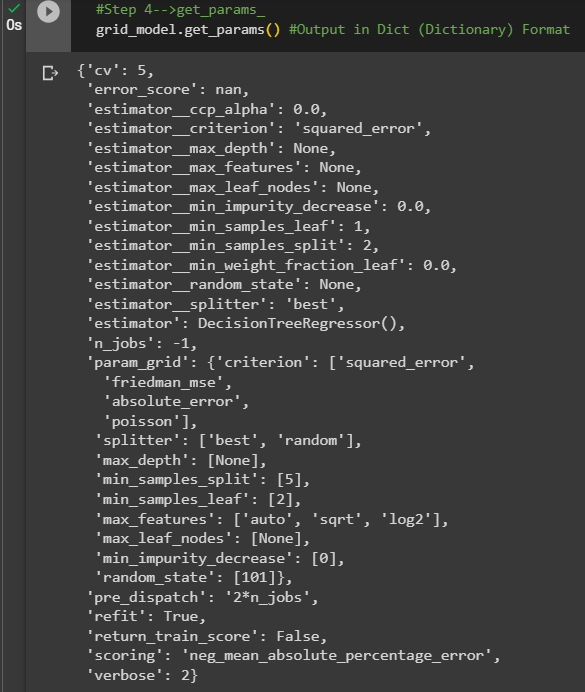 #Step 4-->get_params_
0s
grid_model.get_params() #Output in Dict (Dictionary) Format
{'cv': 5,
'error_score': nan,
'estimator__ccp_alpha': 0.0,
'estimator__criterion': 'squared_error',
'estimator__max_depth': None,
'estimator__max_features': None,
'estimator__max_leaf_nodes': None,
'estimator__min_impurity_decrease': 0.0,
'estimator__min_samples_leaf': 1,
'estimator__min_samples_split': 2,
'estimator__min_weight_fraction_leaf': 0.0,
'estimator__random_state': None,
'estimator__splitter': 'best',
'estimator': DecisionTreeRegressor(),
'n_jobs': -1,
'param_grid': {'criterion': ['squared_error',
'friedman_mse',
'absolute_error',
'poisson'],
'splitter': ['best', 'random'],
'max_depth': [None],
'min_samples_split': [5],
'min_samples_leaf': [2],
'max_features': ['auto', 'sqrt', 'log2'],
'max_leaf_nodes': [None],
'min_impurity_decrease': [0],
'random_state': [101]},
'pre_dispatch': '2*n_jobs',
'refit': True,
'return_train_score': False,
'scoring': 'neg_mean_absolute_percentage_error',
'verbose': 2}